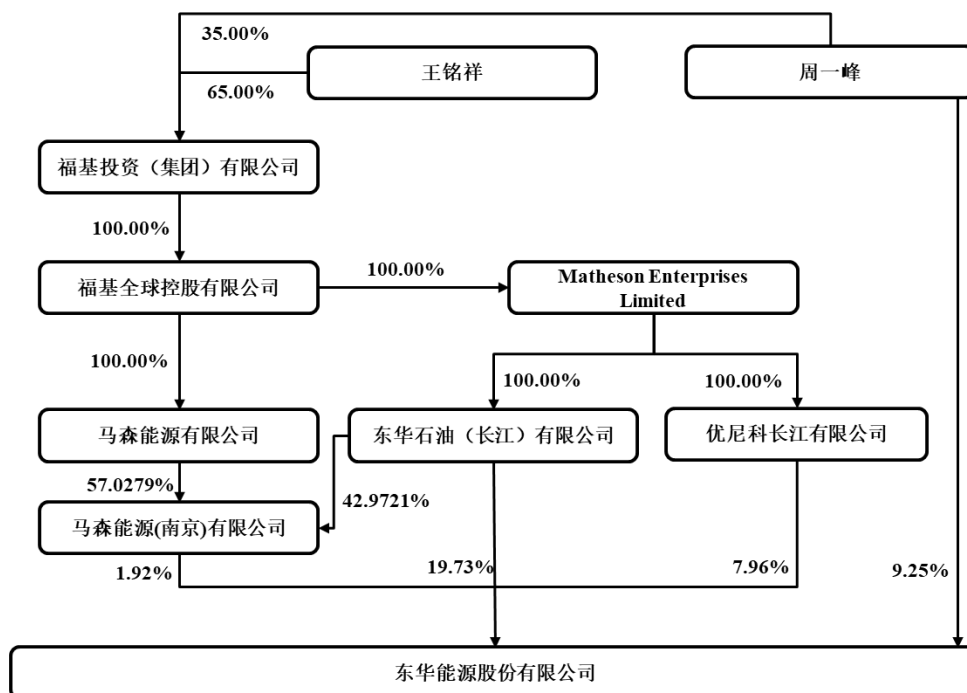 35.00%
王铭祥
周一峰
65.00%
福基投资（集团）有限公司
100.00%
福基全球控股有限公司
100.00%
Matheson Enterprises
Limited
100.00%
100.00%
100.00%
马森能源有限公司
东华石油（长江）有限公司
优尼科长江有限公司
57.0279%
42.9721%
马森能源(南京)有限公司
1.92%
19.73%
7.96%
9.25%
东华能源股份有限公司